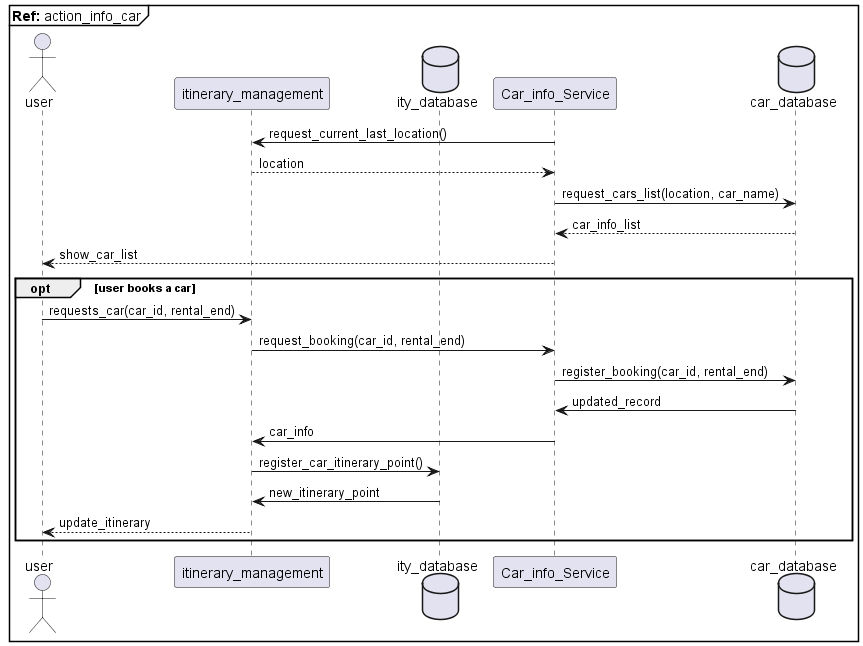 Ref: action_info_car
user
itinerary_management
ity_database
Car_info_Service
car_database
request_current_last_location()
location
request_cars_list(location, car_name)
car_info_list
show_car_list
opt [user books a car]
requests_car(car_id, rental_end)
request_booking(car_id, rental_end)
register_booking(car_id, rental_end)
updated_record
car_info
register_car_itinerary_point()
new_itinerary_point
update_itinerary
user
itinerary_management
ity_database
Car_info_Service
car_database